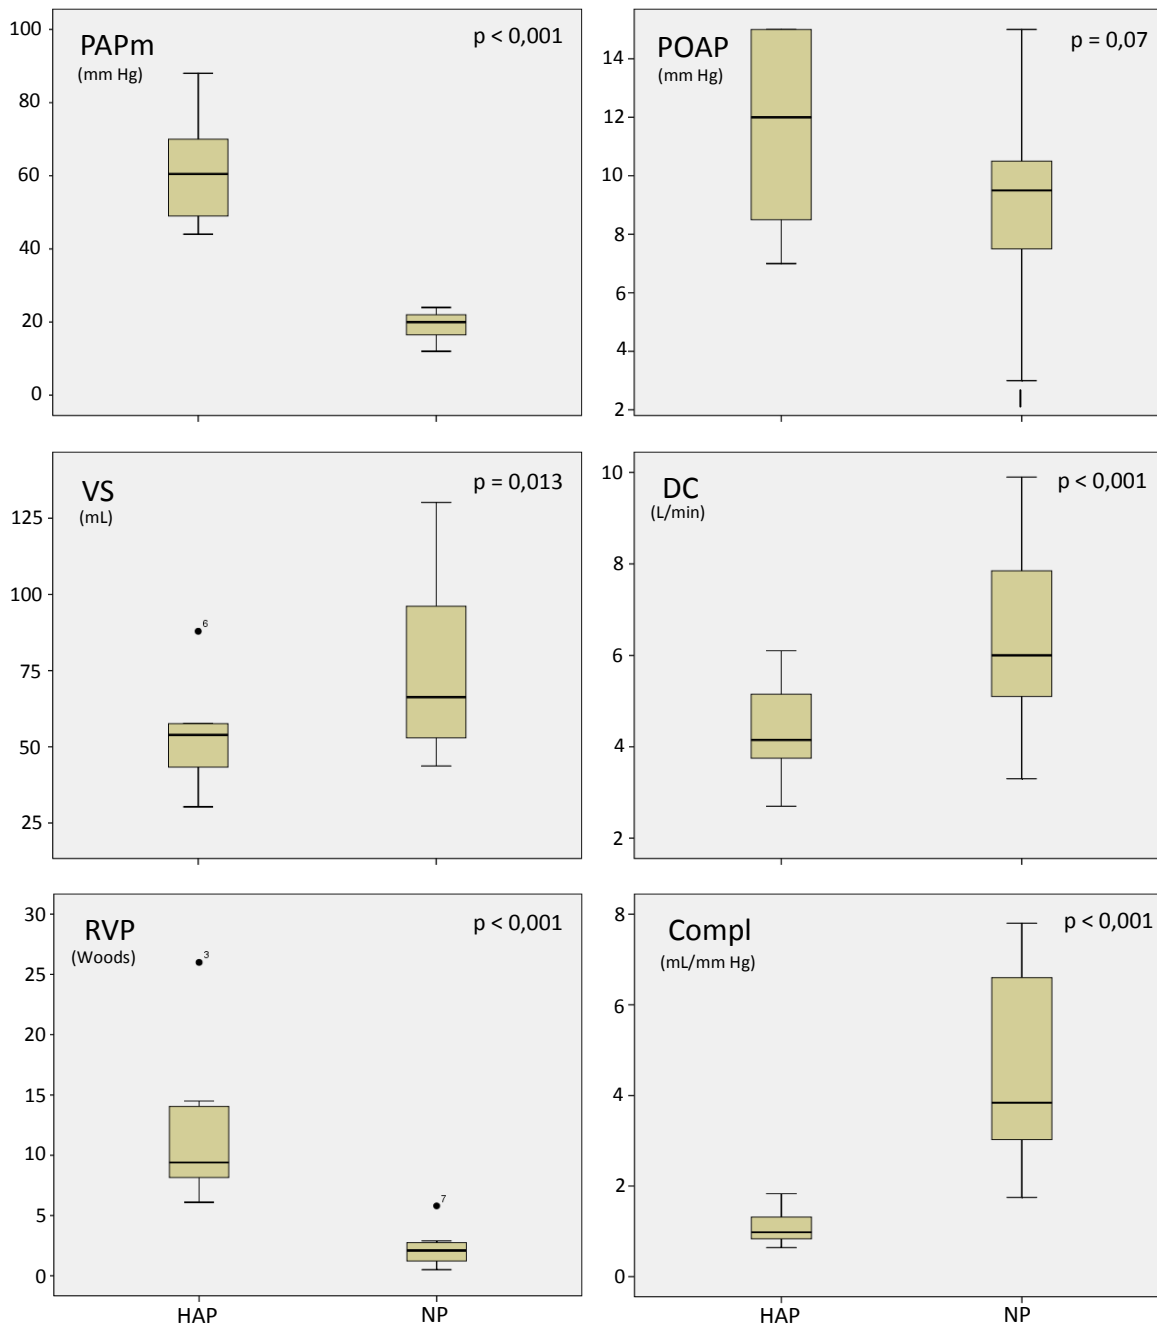 PAPm
(mm Hg)
p < 0,001
100
80
60
40
20
0
POAP
(mm Hg)
p = 0,07
14
12
10
8
6
4
2
VS
(mL)
p = 0,013
125
100
75
50
25
6
DC
(L/min)
p < 0,001
10
8
6
4
2
RVP
(Woods)
p < 0,001
30
25
20
15
10
5
0
3
7
HAP
NP
Compl
(mL/mm Hg)
p < 0,001
8
6
4
2
0
HAP
NP